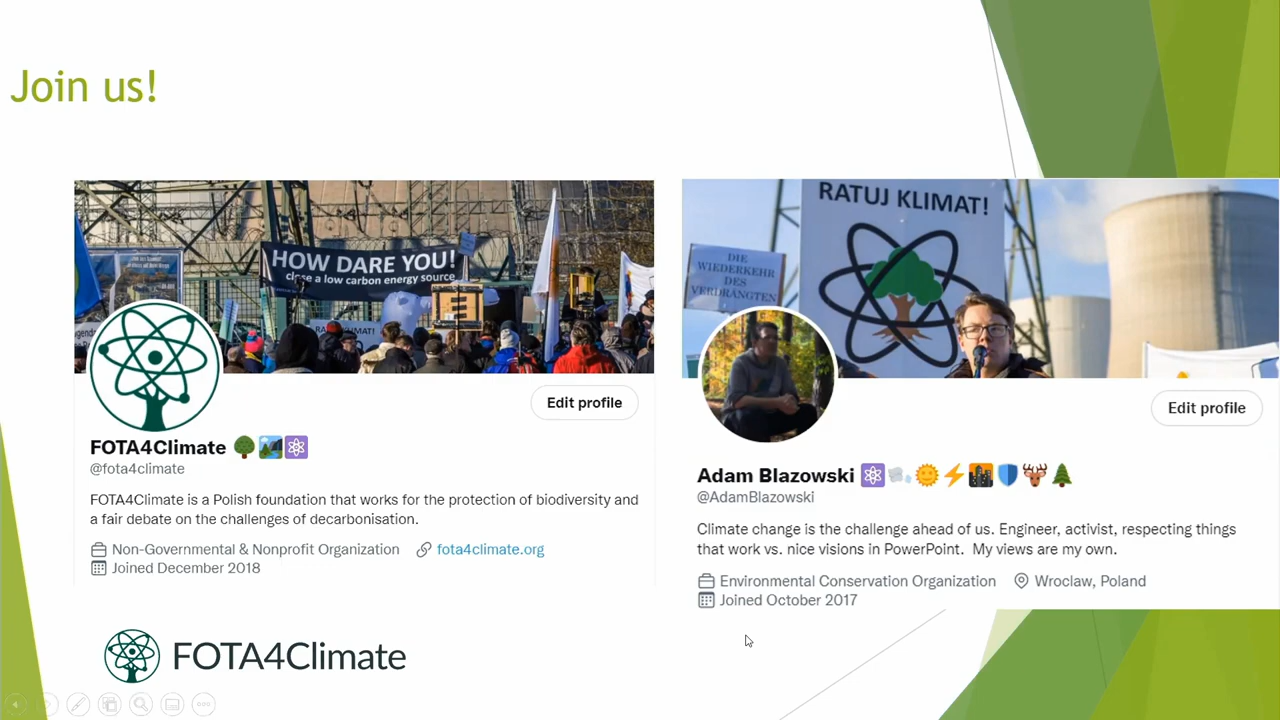 Join us!
HOW DARE YOU!
close a low carbon energy source
KLIMAT!
Edit profile
FOTA4Climate
@fota4climate
FOTA4Climate is a Polish foundation that works for the protection of biodiversity and
a fair debate on the challenges of decarbonisation.
Non-Governmental & Nonprofit Organization fota4climate.org
Joined December 2018
RATUJ KLIMAT!
DIE
WIEDERKEHR
DES
VERDRÄNGTEN
Edit profile
Adam Blazowski
@AdamBlazowski
Climate change is the challenge ahead of us. Engineer, activist, respecting things
that work vs. nice visions in PowerPoint. My views are my own.
Environmental Conservation Organization Wroclaw, Poland
Joined October 2017
FOTA4Climate